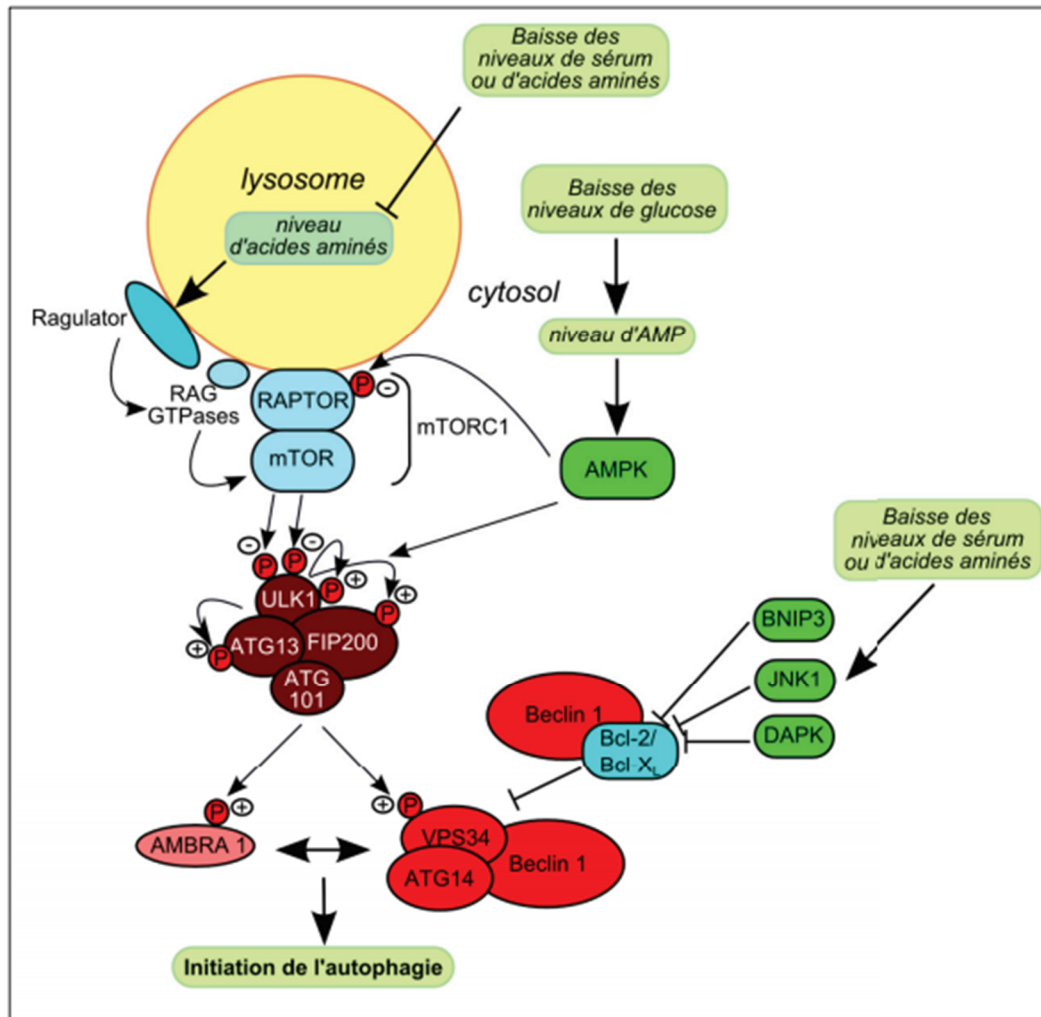 Baisse des
niveaux de sérum
ou d'acides aminés
lysosome
niveau
d'acides aminés
Baisse des
niveaux de glucose
cytosol
Ragulator
niveau d'AMP
RAG
GTPases
RAPTOR
P
-
mTORC1
mTOR
AMPK
Baisse des
niveaux de sérum
ou d'acides aminés
-
P
-
P
P
+
P
+
ULK1
ATG13
FIP200
+
P
ATG
101
BNIP3
JNK1
DAPK
Beclin 1
Bcl-2/
Bcl-XL
P
+
AMBRA 1
+
P
VPS34
ATG14
Beclin 1
Initiation de l'autophagie